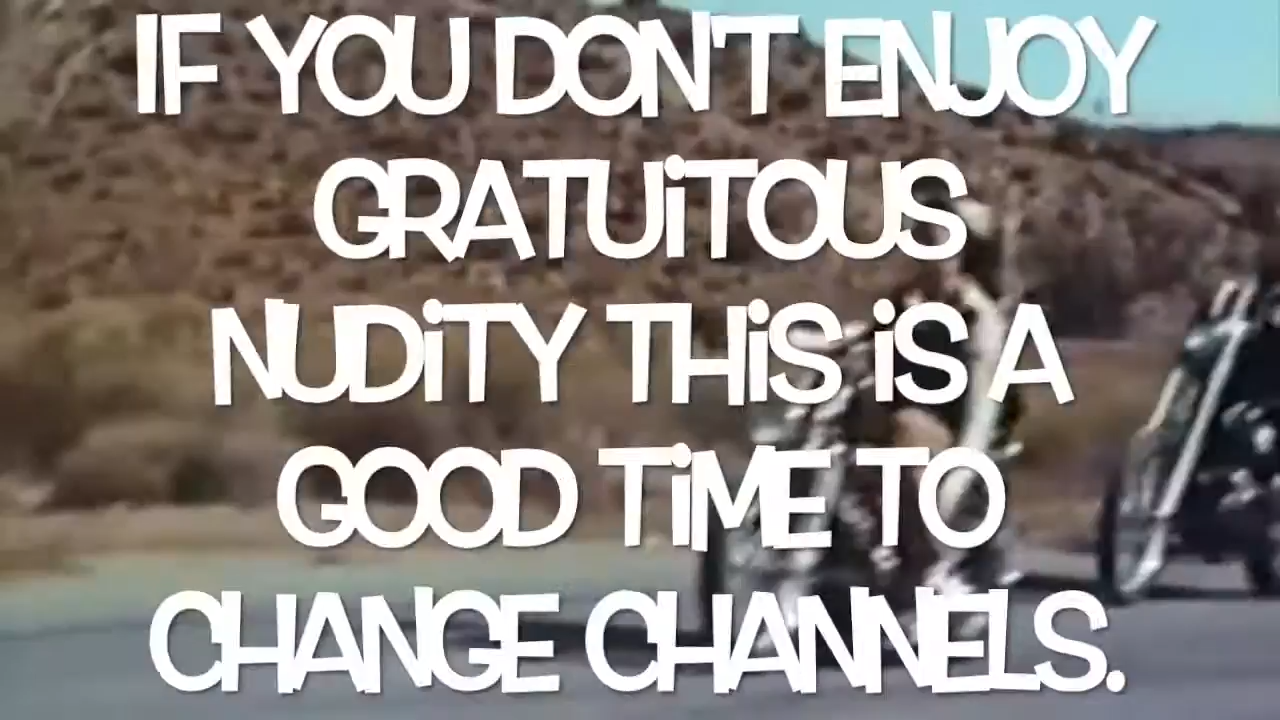 IF YOU DON'T ENJOY
GRATUiTOUS
NUDiTY THiS iS A
GOOD TiME TO
CHANGE CHANNELS.